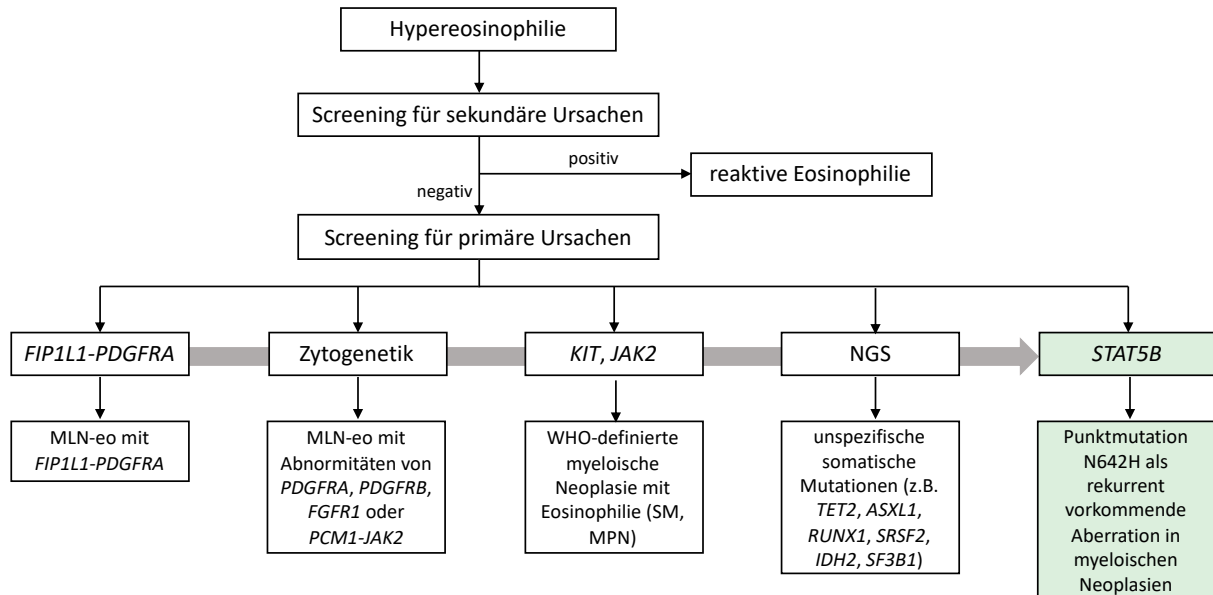 Hypereosinophilie
Screening für sekundäre Ursachen
positiv
reaktive Eosinophilie
negativ
Screening für primäre Ursachen
FIP1L1-PDGFRA
Zytogenetik
KIT, JAK2
NGS
STAT5B
MLN-eo mit
FIP1L1-PDGFRA
MLN-eo mit
Abnormitäten von
PDGFRA, PDGFRB,
FGFR1 oder
PCM1-JAK2
WHO-definierte
myeloische
Neoplasie mit
Eosinophilie (SM,
MPN)
unspezifische
somatische
Mutationen (z.B.
TET2, ASXL1,
RUNX1, SRSF2,
IDH2, SF3B1)
Punktmutation
N642H als
rekurrent
vorkommende
Aberration in
myeloischen
Neoplasien